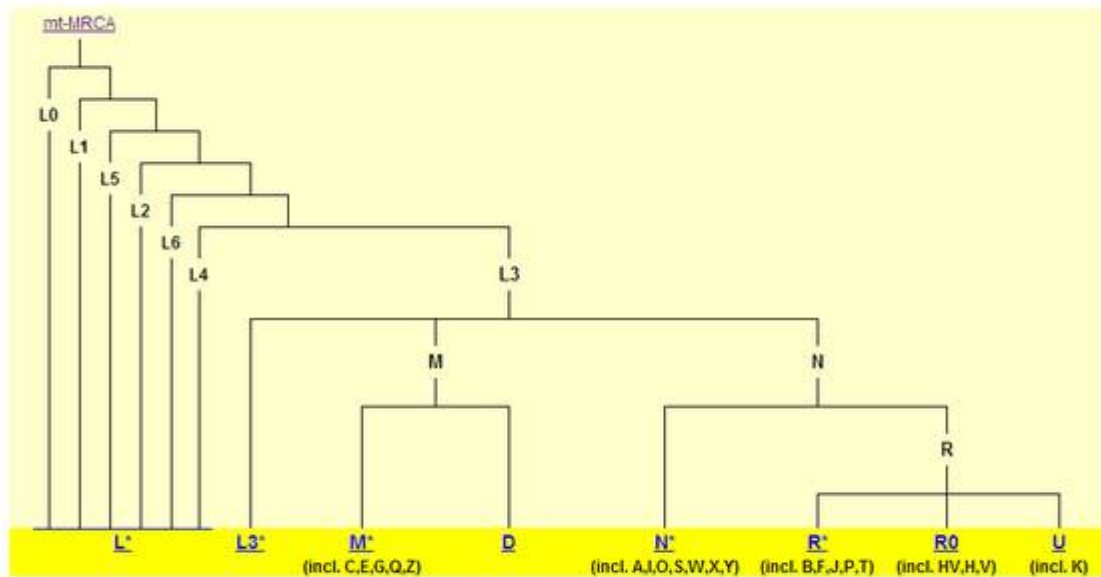 mt-MRCA
L0
L1
L5
L2
L6
L4 L3
M N
R
L* L3* M* D N* R* R0 U
(incl. C,E,G,Q,Z) (incl. A,I,O,S,W,X,Y) (incl. B,F,J,P,T) (incl. HV,H,V) (incl. K)